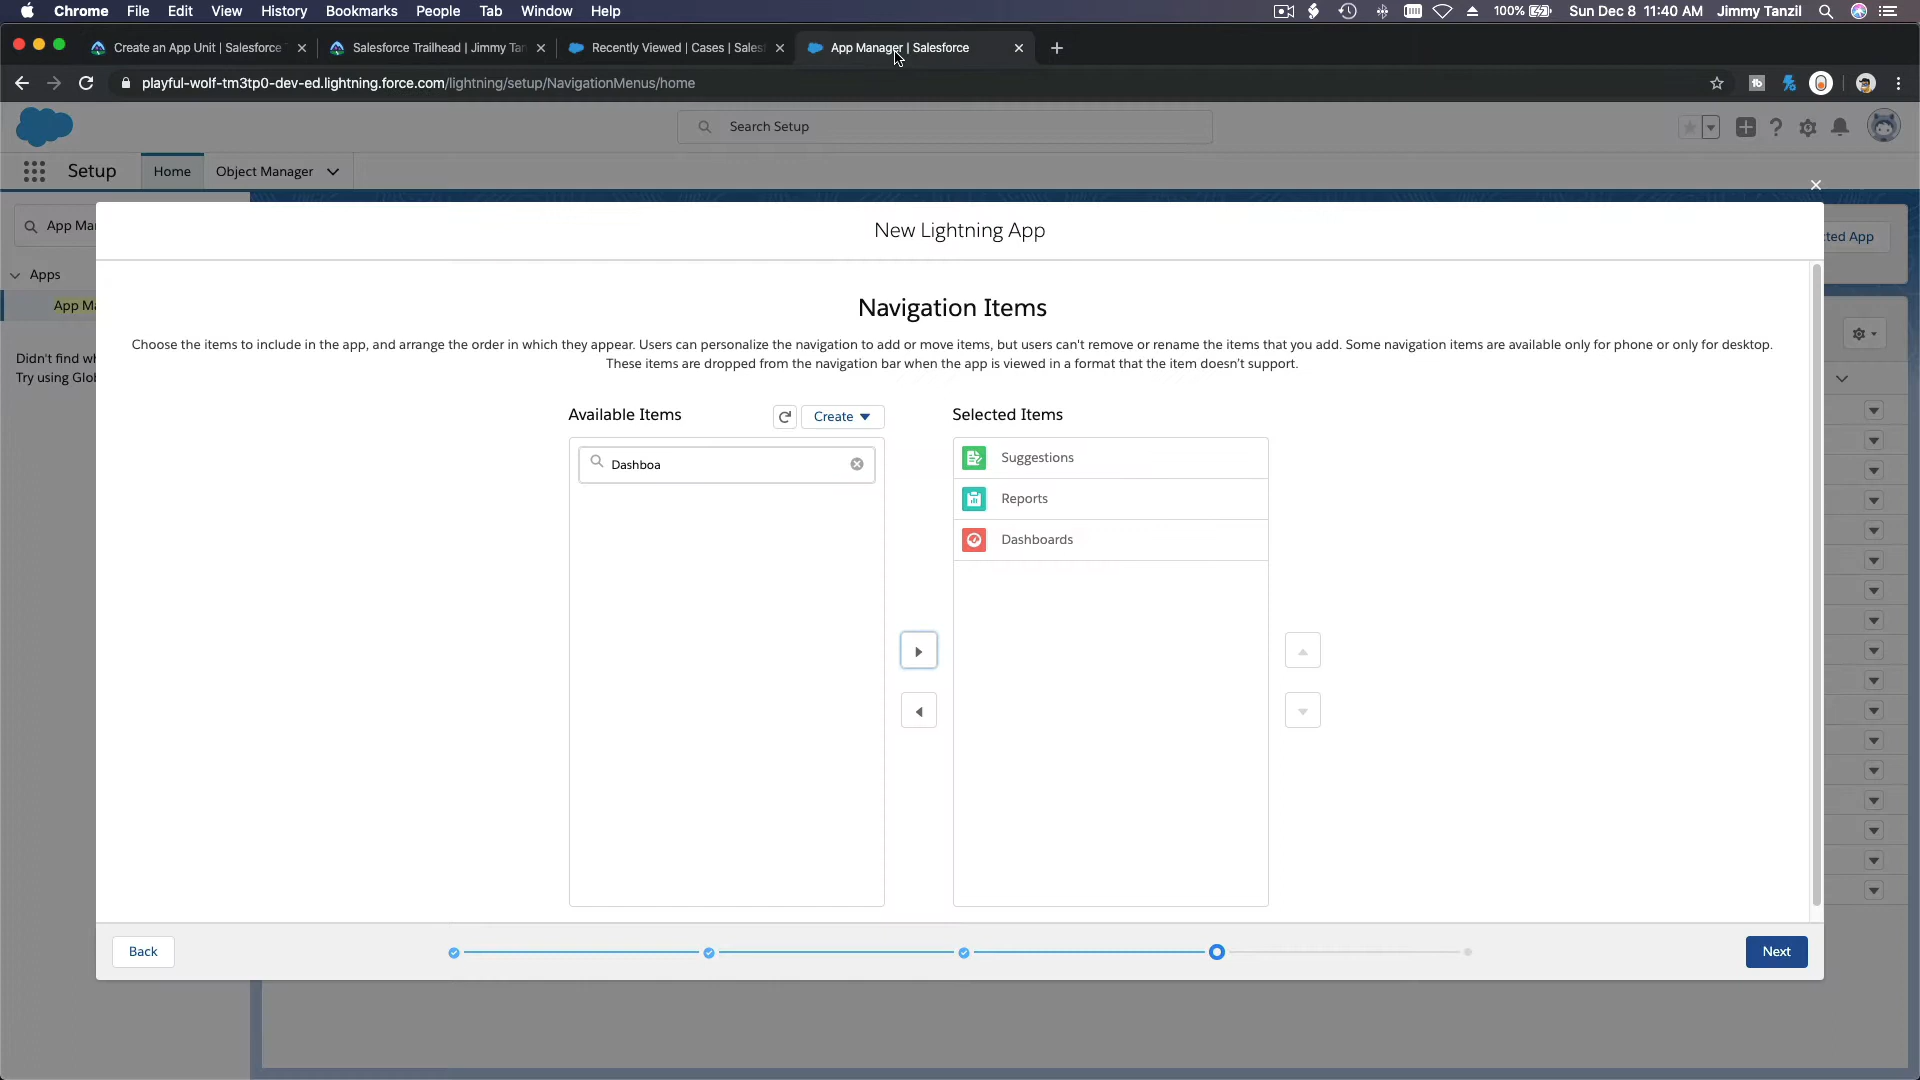 Chrome File Edit View History Bookmarks People Tab Window Help 100% Sun Dec 8 11:40 AM Jimmy Tanzil
Create an App Unit | Salesforce Salesforce Trailhead | Jimmy Tan Recently Viewed | Cases | Sales App Manager | Salesforce
playful-wolf-tm3tp0-dev-ed.lightning.force.com/lightning/setup/NavigationMenus/home
Search Setup
Setup Home Object Manager
App Ma
Apps
App Ma
Didn't find wh
Try using Glob
cted App
New Lightning App
Navigation Items
Choose the items to include in the app, and arrange the order in which they appear. Users can personalize the navigation to add or move items, but users can't remove or rename the items that you add. Some navigation items are available only for phone or only for desktop.
These items are dropped from the navigation bar when the app is viewed in a format that the item doesn't support.
Available Items Create
Dashboa
Selected Items
Suggestions
Reports
Dashboards
Back
Next